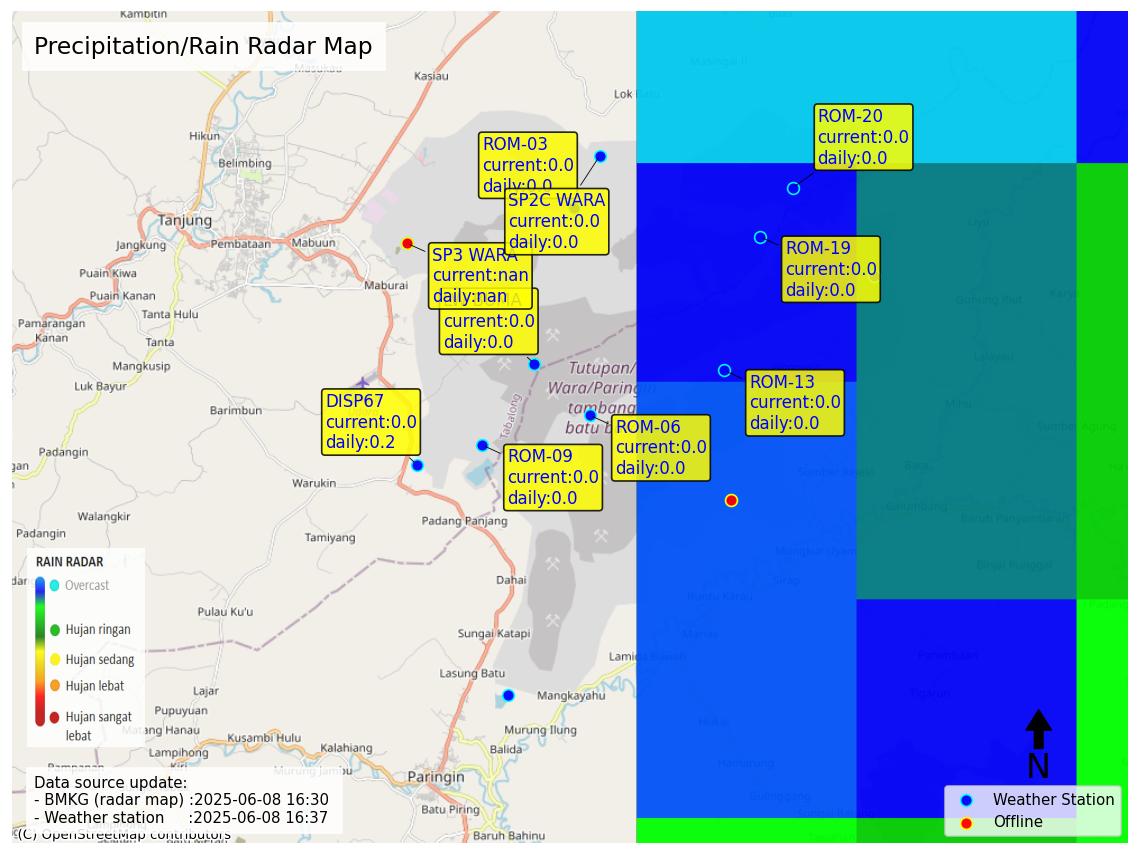 Kambitin
Precipitation/Rain Radar Map
Masingai II
Masukau
Kasiau
Lok Batu
Hikun
Belimbing
ROM-20
current:0.0
daily:0.0
ROM-03
current:0.0
daily:0.0
SP2C WARA
current:0.0
daily:0.0
Tanjung
Jangkung
Pembataan
Mabuun
SP3 WARA
current:nan
daily:nan
ROM-19
current:0.0
daily:0.0
Puain Kiwa
Maburai
Puain Kanan
Tanta Hulu
current:0.0
daily:0.0
Pamarangan
Kanan
Tanta
Mangkusip
Luk Bayur
Tutupan/
Wara/Paringin
tambang
batu b
Tabalong
ROM-13
current:0.0
daily:0.0
Lalayau
Mihu
Barimbun
DISP67
current:0.0
daily:0.2
ROM-06
current:0.0
daily:0.0
Padangin
ROM-09
current:0.0
daily:0.0
Warukin
Walangkir
Padangin
Padang Panjang
Tamiyang
RAIN RADAR
Overcast
Hujan ringan
Hujan sedang
Hujan lebat
Hujan sangat
lebat
Dahai
Pulau Ku'u
Sungai Katapi
Lasung Batu
Lajar
Mangkayahu
Pupuyuan
Matang Hanau
Murung Ilung
Kusambi Hulu
Lampihong
Kalahiang
Balida
Murung Jambu
Paringin
Batu Piring
Baruh Bahinu
Data source update:
- BMKG (radar map) :2025-06-08 16:30
- Weather station :2025-06-08 16:37
(C) OpenStreetMap contributors
N
Weather Station
Offline